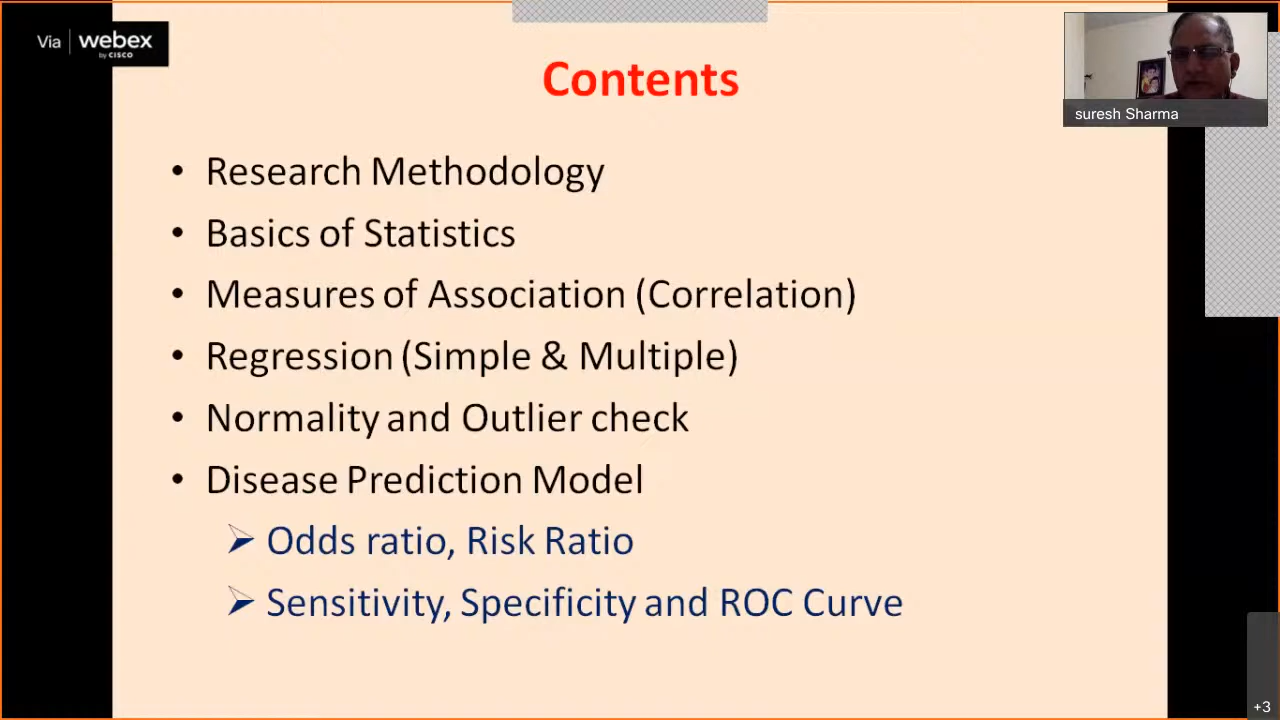 Via webex
by CISCO
Contents
suresh Sharma
• Research Methodology
• Basics of Statistics
• Measures of Association (Correlation)
• Regression (Simple & Multiple)
• Normality and Outlier check
• Disease Prediction Model
➢ Odds ratio, Risk Ratio
➢ Sensitivity, Specificity and ROC Curve
+3